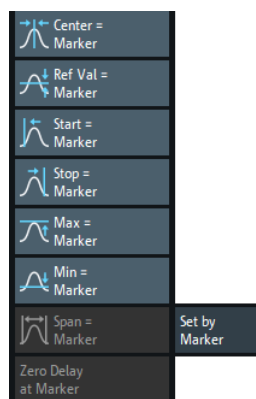 Center =
Marker
Ref Val =
Marker
Start =
Marker
Stop =
Marker
Max =
Marker
Min =
Marker
Span =
Marker
Set by
Marker
Zero Delay
at Marker